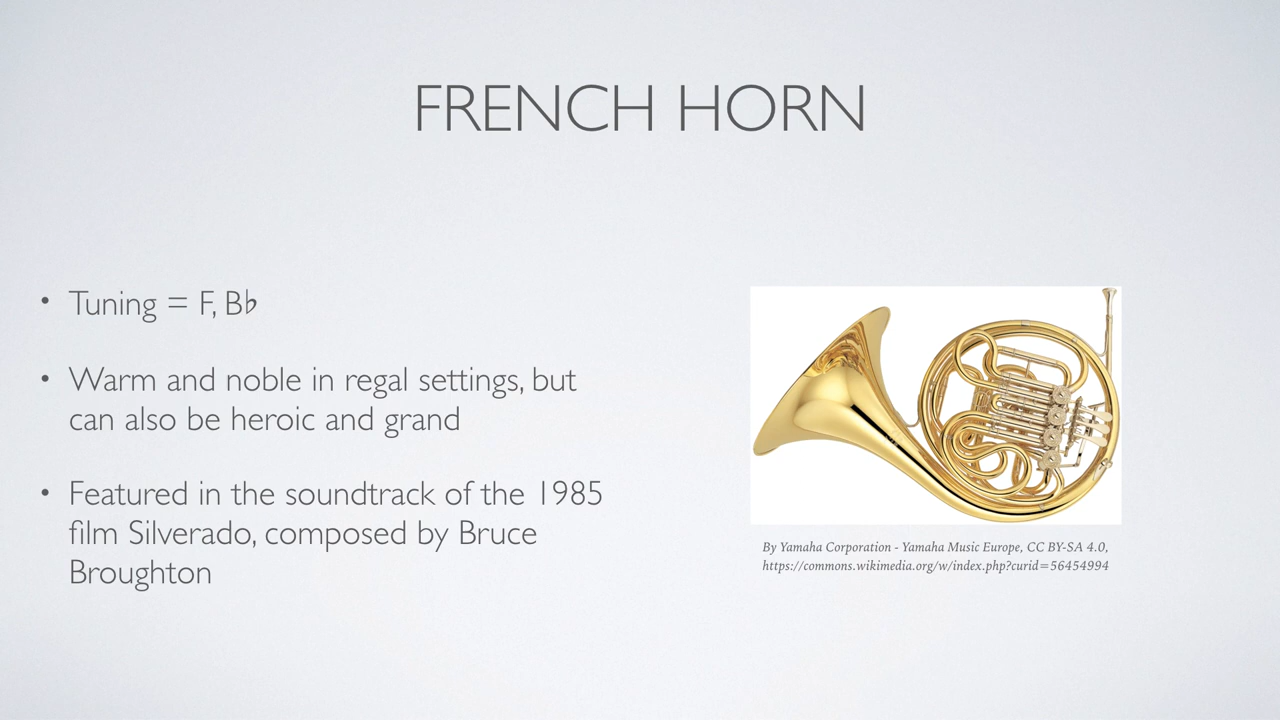 FRENCH HORN
• Tuning = F, B♭
• Warm and noble in regal settings, but
can also be heroic and grand
• Featured in the soundtrack of the 1985
film Silverado, composed by Bruce
Broughton
By Yamaha Corporation - Yamaha Music Europe, CC BY-SA 4.0,
https://commons.wikimedia.org/w/index.php?curid=56454994